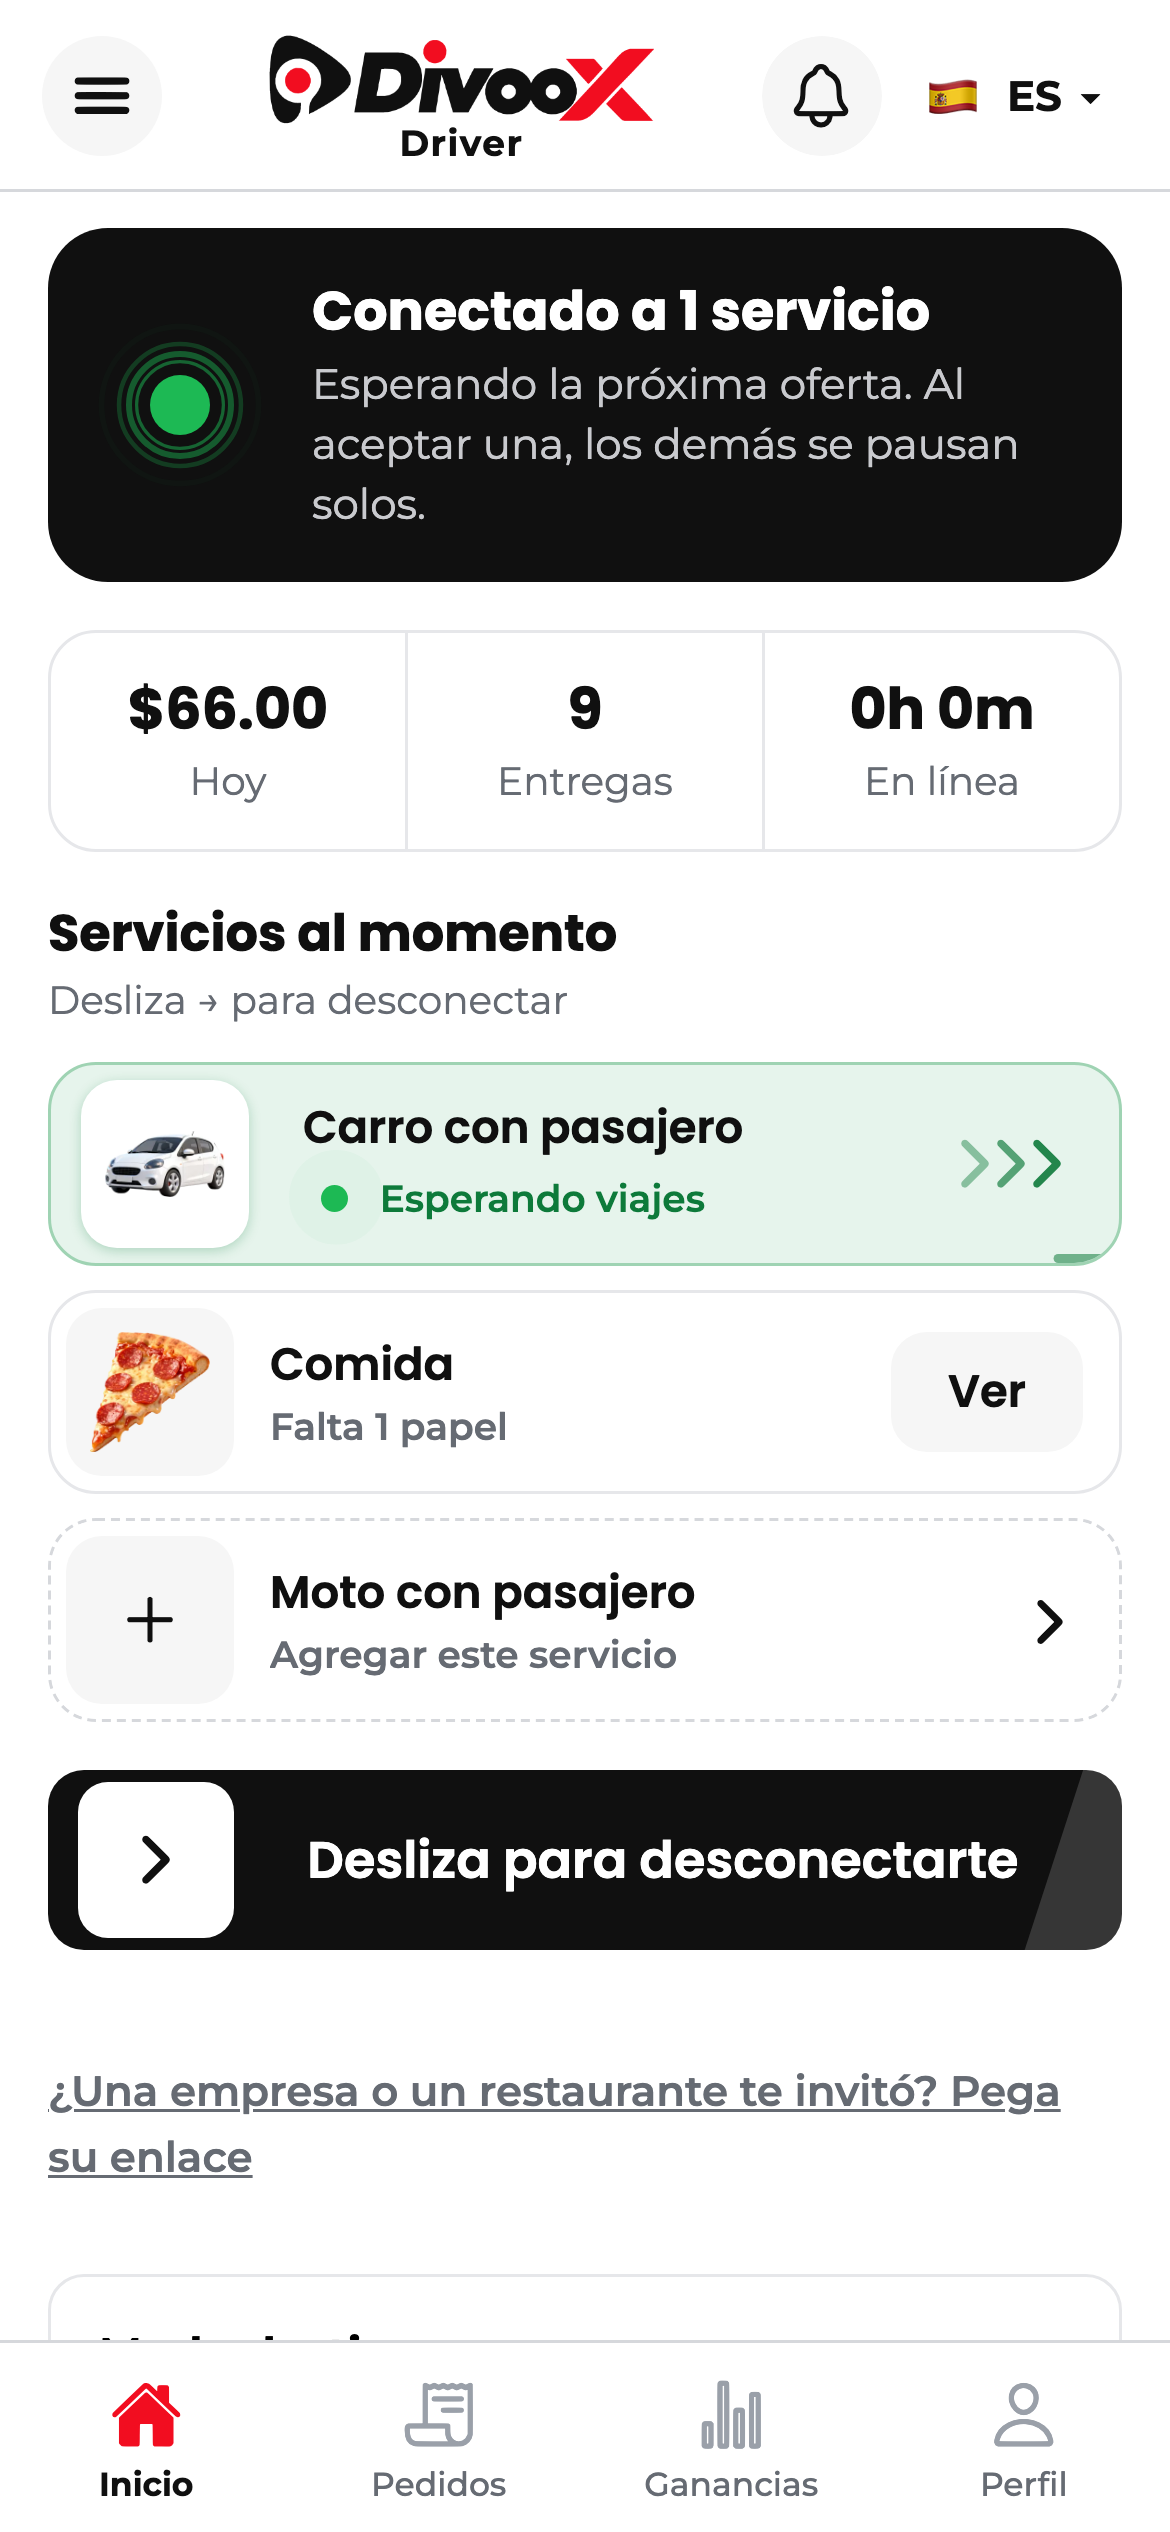 DivooX
Driver
ES
Conectado a 1 servicio
Esperando la próxima oferta. Al
aceptar una, los demás se pausan
solos.
$66.00
9
0h 0m
Hoy
Entregas
En línea
Servicios al momento
Desliza → para desconectar
Carro con pasajero
Esperando viajes
Comida
Falta 1 papel
Ver
Moto con pasajero
Agregar este servicio
Desliza para desconectarte
¿Una empresa o un restaurante te invitó? Pega
su enlace
Inicio
Pedidos
Ganancias
Perfil